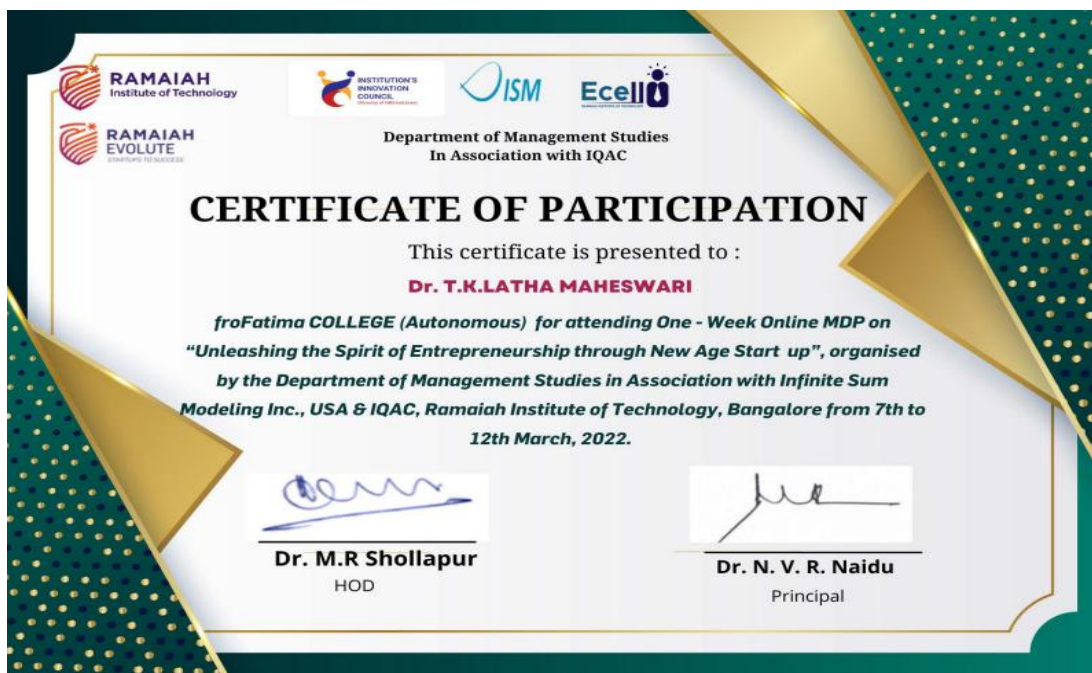 RAMAIAH
Institute of Technology
INSTITUTION'S
INNOVATION
COUNCIL
ISM
Ecell
RAMAIAH
EVOLUTE
STARTUPS TO SUCCESS
Department of Management Studies
In Association with IQAC
CERTIFICATE OF PARTICIPATION
This certificate is presented to :
Dr. T.K.LATHA MAHESWARI
froFatima COLLEGE (Autonomous) for attending One - Week Online MDP on
“Unleashing the Spirit of Entrepreneurship through New Age Start up”, organised
by the Department of Management Studies in Association with Infinite Sum
Modeling Inc., USA & IQAC, Ramaiah Institute of Technology, Bangalore from 7th to
12th March, 2022.
Dr. M.R Shollapur
HOD
Dr. N. V. R. Naidu
Principal